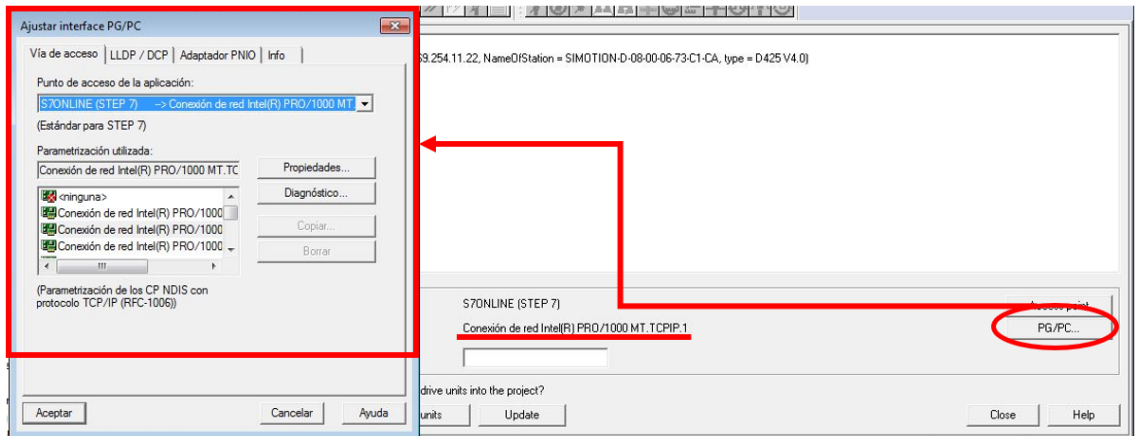 Ajustar interface PG/PC
Vía de acceso LLDP / DCP Adaptador PNIO Info
Punto de acceso de la aplicación:
S7ONLINE (STEP 7) --> Conexión de red Intel(R) PRO/1000 MT.
(Estándar para STEP 7)
Parametrización utilizada:
Conexión de red Intel(R) PRO/1000 MT.TC
Propiedades...
<ninguna>
Conexión de red Intel(R) PRO/1000
Conexión de red Intel(R) PRO/1000
Conexión de red Intel(R) PRO/1000
Diagnóstico...
Copiar...
Borrar
(Parametrización de los CP NDIS con
protocolo TCP/IP (RFC-1006))
Aceptar Cancelar Ayuda
59.254.11.22, NameOfStation = SIMOTION-D-08-00-06-73-C1-CA, type = D425 V4.0)
S7ONLINE (STEP 7)
Conexión de red Intel(R) PRO/1000 MT.TCPIP.1
Access point
PG/PC...
drive units into the project?
units Update Close Help